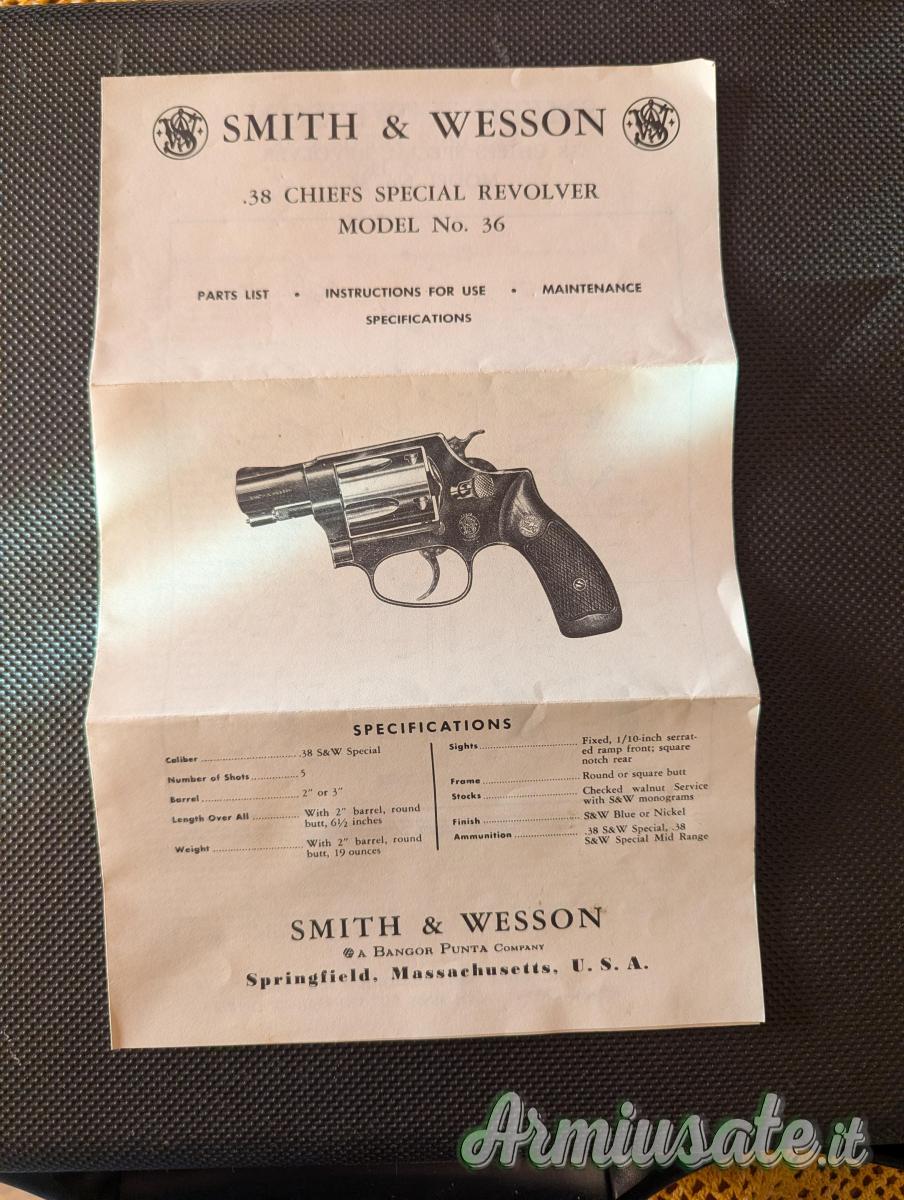 SMITH & WESSON
.38 CHIEFS SPECIAL REVOLVER
MODEL No. 36
PARTS LIST • INSTRUCTIONS FOR USE • MAINTENANCE
SPECIFICATIONS
SPECIFICATIONS
Caliber .38 S&W Special
Number of Shots 5
Barrel 2" or 3"
Length Over All With 2" barrel, round
butt, 6½ inches
Weight With 2" barrel, round
butt, 19 ounces
Sights Fixed, 1/10-inch serrat-
ed ramp front; square
notch rear
Frame Round or square butt
Stocks Checked walnut Service
with S&W monograms
Finish S&W Blue or Nickel
Ammunition .38 S&W Special, .38
S&W Special Mid Range
SMITH & WESSON
A BANGOR PUNTA COMPANY
Springfield, Massachusetts, U. S. A.
Armiusate.it